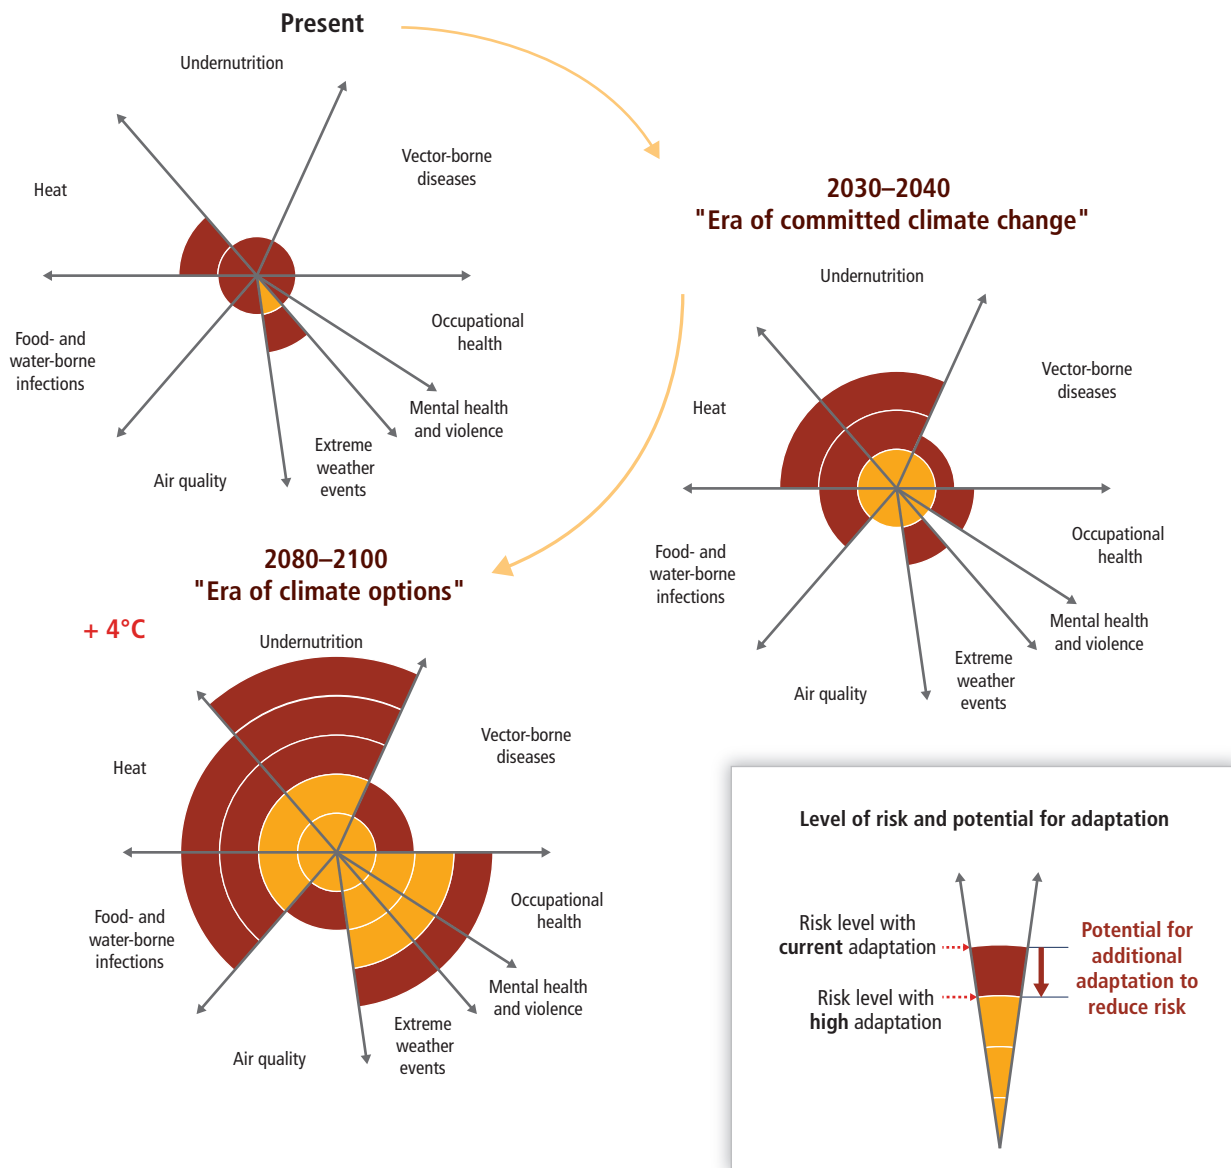 Present
Undernutrition
Vector-borne
diseases
Heat
Occupational
health
Food- and
water-borne
infections
Mental health
and violence
Extreme
weather
events
Air quality
2030–2040
"Era of committed climate change"
Undernutrition
Vector-borne
diseases
Heat
Occupational
health
Food- and
water-borne
infections
Mental health
and violence
Extreme
weather
events
Air quality
2080–2100
"Era of climate options"
+ 4°C
Undernutrition
Vector-borne
diseases
Heat
Occupational
health
Food- and
water-borne
infections
Mental health
and violence
Extreme
weather
events
Air quality
Level of risk and potential for adaptation
Risk level with
current adaptation
Risk level with
high adaptation
Potential for
additional
adaptation to
reduce risk